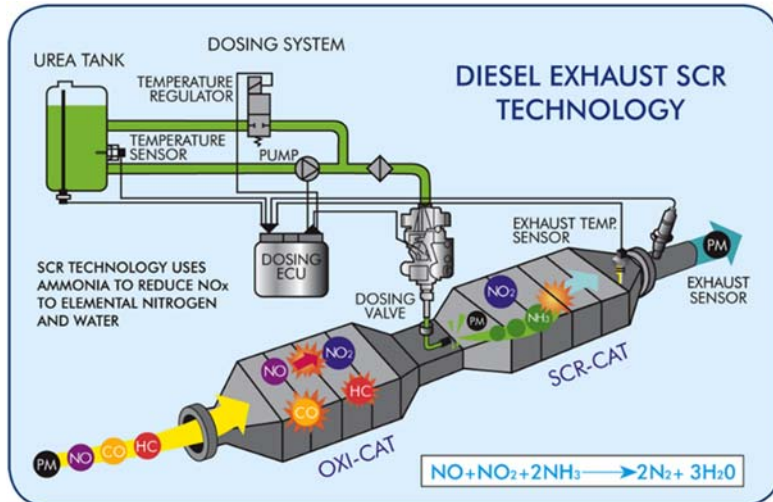 DOSING SYSTEM
UREA TANK
TEMPERATURE
REGULATOR
DIESEL EXHAUST SCR
TECHNOLOGY
TEMPERATURE
SENSOR
PUMP
EXHAUST TEMP.
SENSOR
DOSING
ECU
PM
EXHAUST
SENSOR
SCR TECHNOLOGY USES
AMMONIA TO REDUCE NOx
TO ELEMENTAL NITROGEN
AND WATER
DOSING
VALVE
NO₂
PM
NH₃
SCR-CAT
NO
NO₂
HC
CO
OXI-CAT
PM
NO
CO
HC
NO+NO₂+2NH₃→2N₂+ 3H₂0